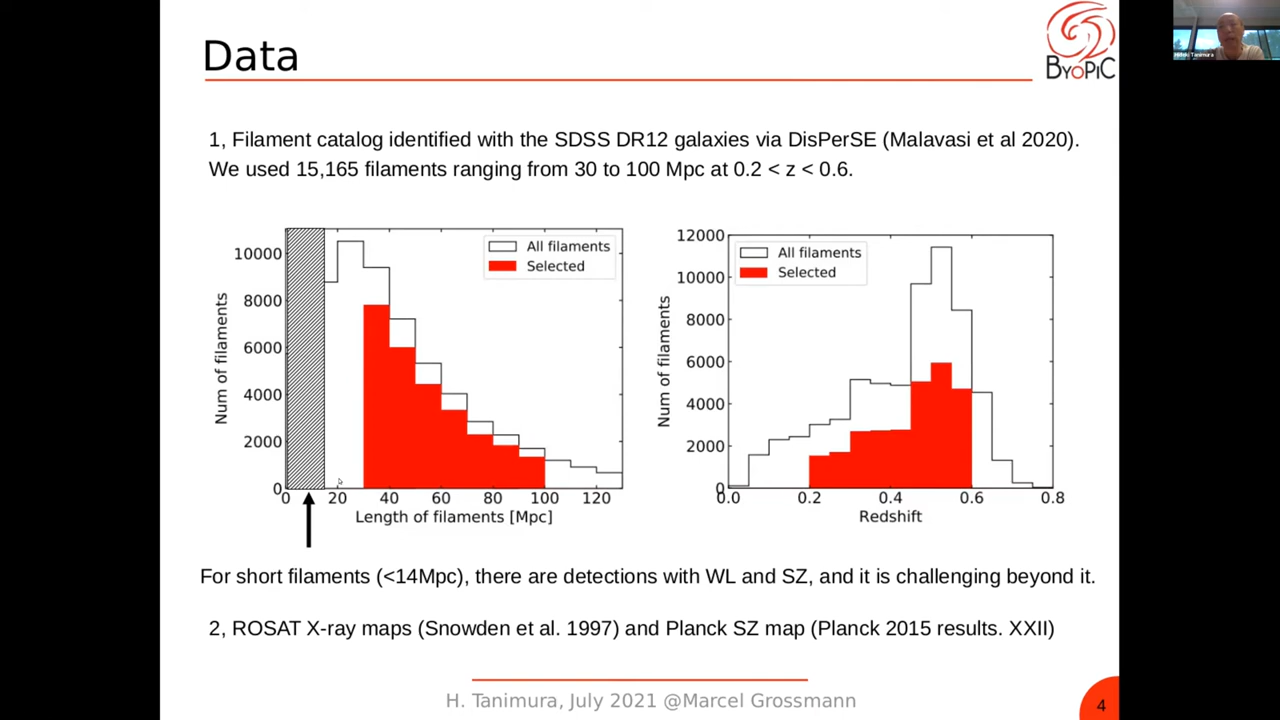 Data
ByoPiC
Hideki Tanimura
1, Filament catalog identified with the SDSS DR12 galaxies via DisPerSE (Malavasi et al 2020).
We used 15,165 filaments ranging from 30 to 100 Mpc at 0.2 < z < 0.6.
All filaments
Selected
10000
8000
6000
4000
2000
0
Num of filaments
0 20 40 60 80 100 120
Length of filaments [Mpc]
All filaments
Selected
12000
10000
8000
6000
4000
2000
0
Num of filaments
0.0 0.2 0.4 0.6 0.8
Redshift
For short filaments (<14Mpc), there are detections with WL and SZ, and it is challenging beyond it.
2, ROSAT X-ray maps (Snowden et al. 1997) and Planck SZ map (Planck 2015 results. XXII)
H. Tanimura, July 2021 @Marcel Grossmann
4